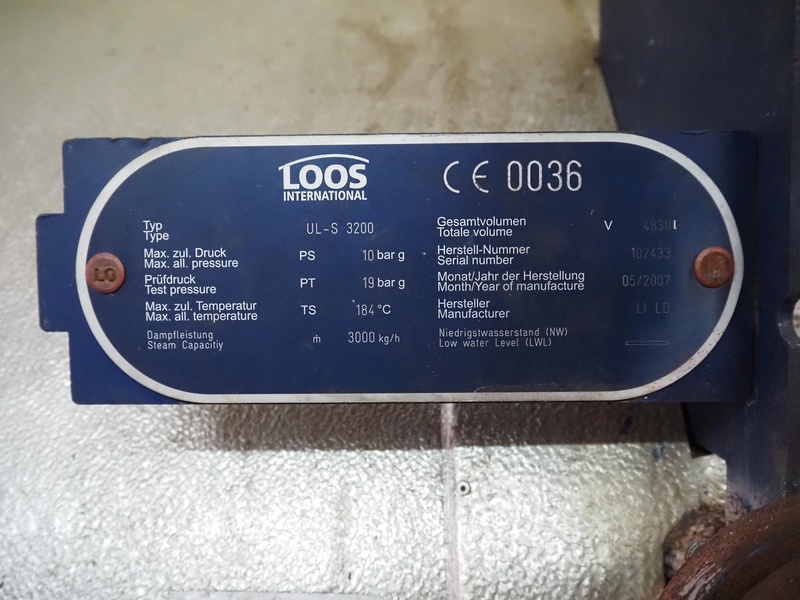 LOOS
INTERNATIONAL
CE 0036
Typ
Type
UL-S 3200
Max. zul. Druck
Max. all. pressure
PS 10 bar g
Prüfdruck
Test pressure
PT 19 bar g
Max. zul. Temperatur
Max. all. temperature
TS 184 °C
Dampfleistung
Steam Capacitiy
ṁ 3000 kg/h
Gesamtvolumen
Totale volume
V 4830 l
Herstell-Nummer
Serial number
102433
Monat/Jahr der Herstellung
Month/Year of manufacture
05/2007
Hersteller
Manufacturer
LI LD
Niedrigstwasserstand (NW)
Low water Level (LWL)